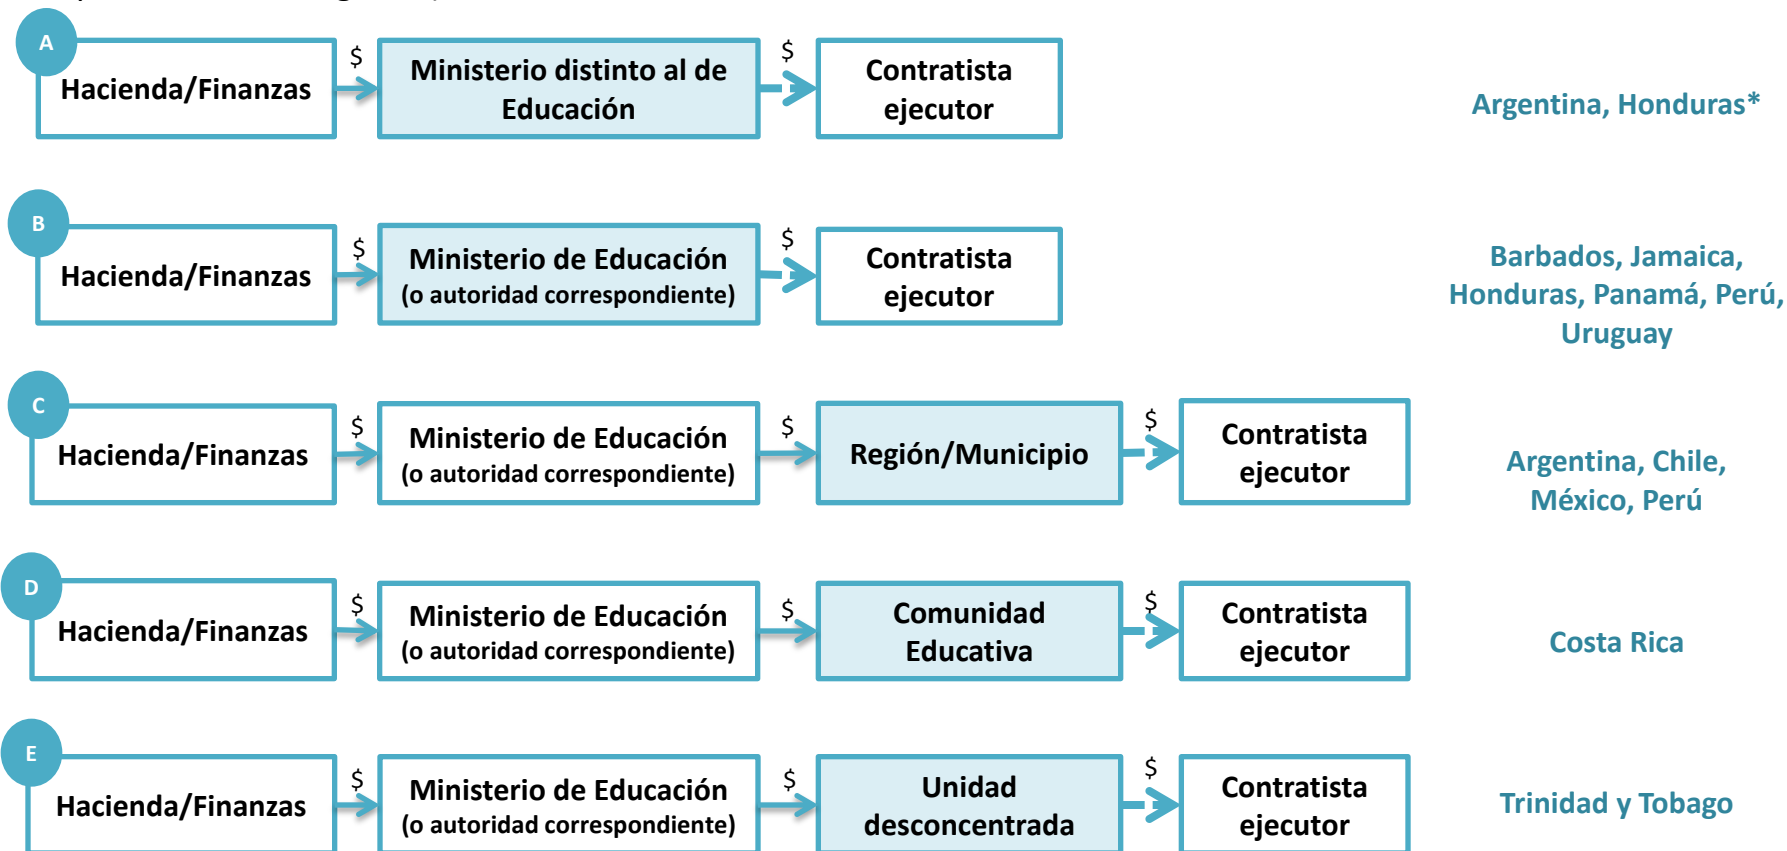 A
Hacienda/Finanzas
$
Ministerio distinto al de
Educación
$
Contratista
ejecutor
Argentina, Honduras*
B
Hacienda/Finanzas
$
Ministerio de Educación
(o autoridad correspondiente)
$
Contratista
ejecutor
Barbados, Jamaica,
Honduras, Panamá, Perú,
Uruguay
C
Hacienda/Finanzas
$
Ministerio de Educación
(o autoridad correspondiente)
$
Región/Municipio
$
Contratista
ejecutor
Argentina, Chile,
México, Perú
D
Hacienda/Finanzas
$
Ministerio de Educación
(o autoridad correspondiente)
$
Comunidad
Educativa
$
Contratista
ejecutor
Costa Rica
E
Hacienda/Finanzas
$
Ministerio de Educación
(o autoridad correspondiente)
$
Unidad
desconcentrada
$
Contratista
ejecutor
Trinidad y Tobago